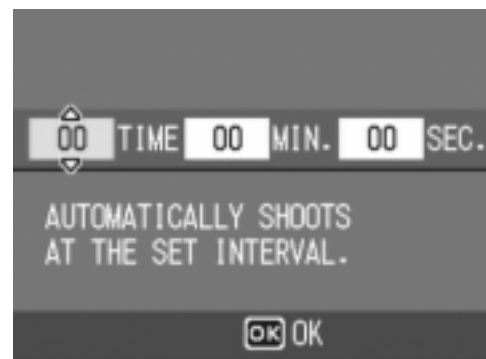 00 TIME 00 MIN. 00 SEC.
AUTOMATICALLY SHOOTS
AT THE SET INTERVAL.
OK OK